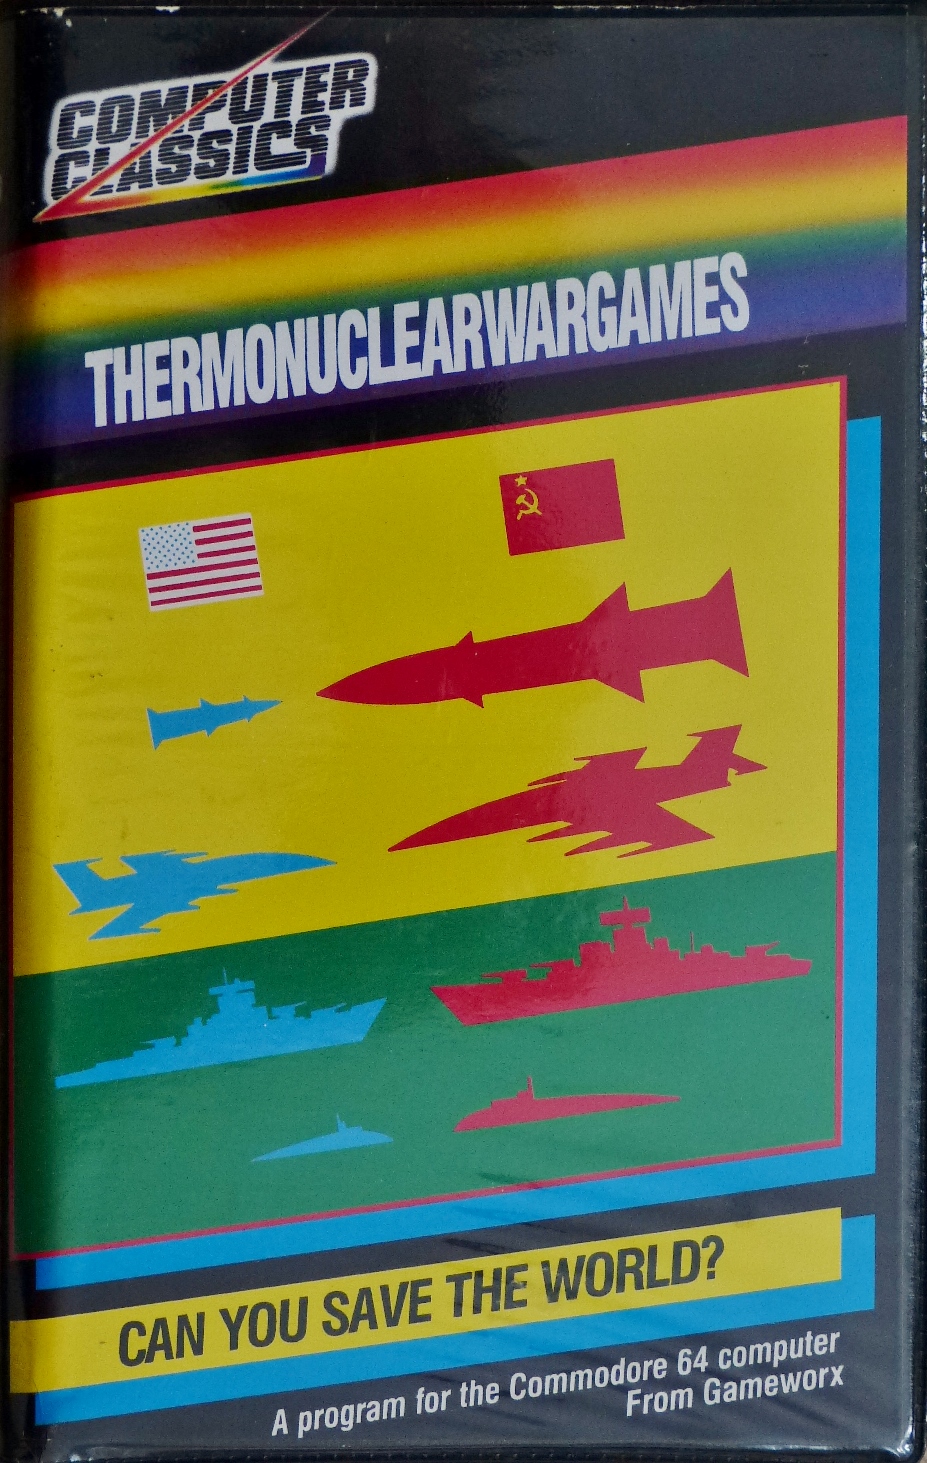 COMPUTER
CLASSICS
THERMONUCLEARWARGAMES
CAN YOU SAVE THE WORLD?
A program for the Commodore 64 computer
From Gameworx